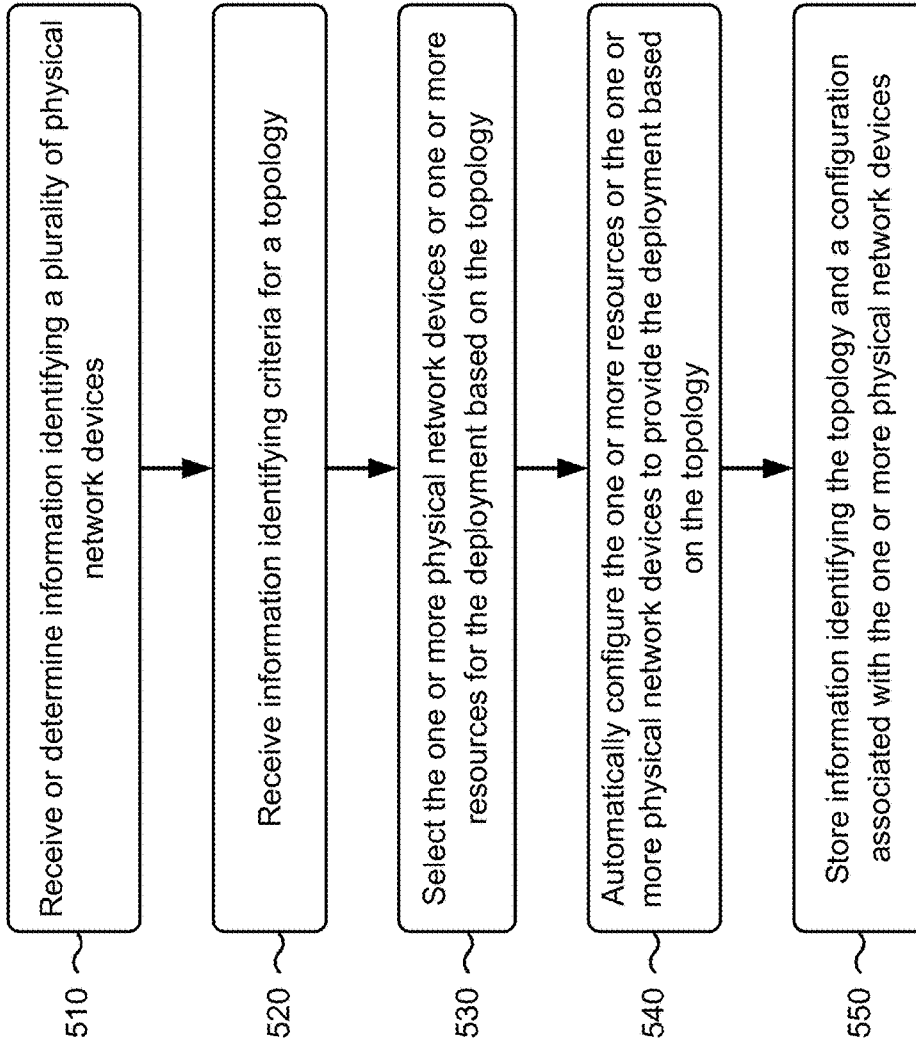 510
Receive or determine information identifying a plurality of physical
network devices
520
Receive information identifying criteria for a topology
530
Select the one or more physical network devices or one or more
resources for the deployment based on the topology
540
Automatically configure the one or more resources or the one or
more physical network devices to provide the deployment based
on the topology
550
Store information identifying the topology and a configuration
associated with the one or more physical network devices